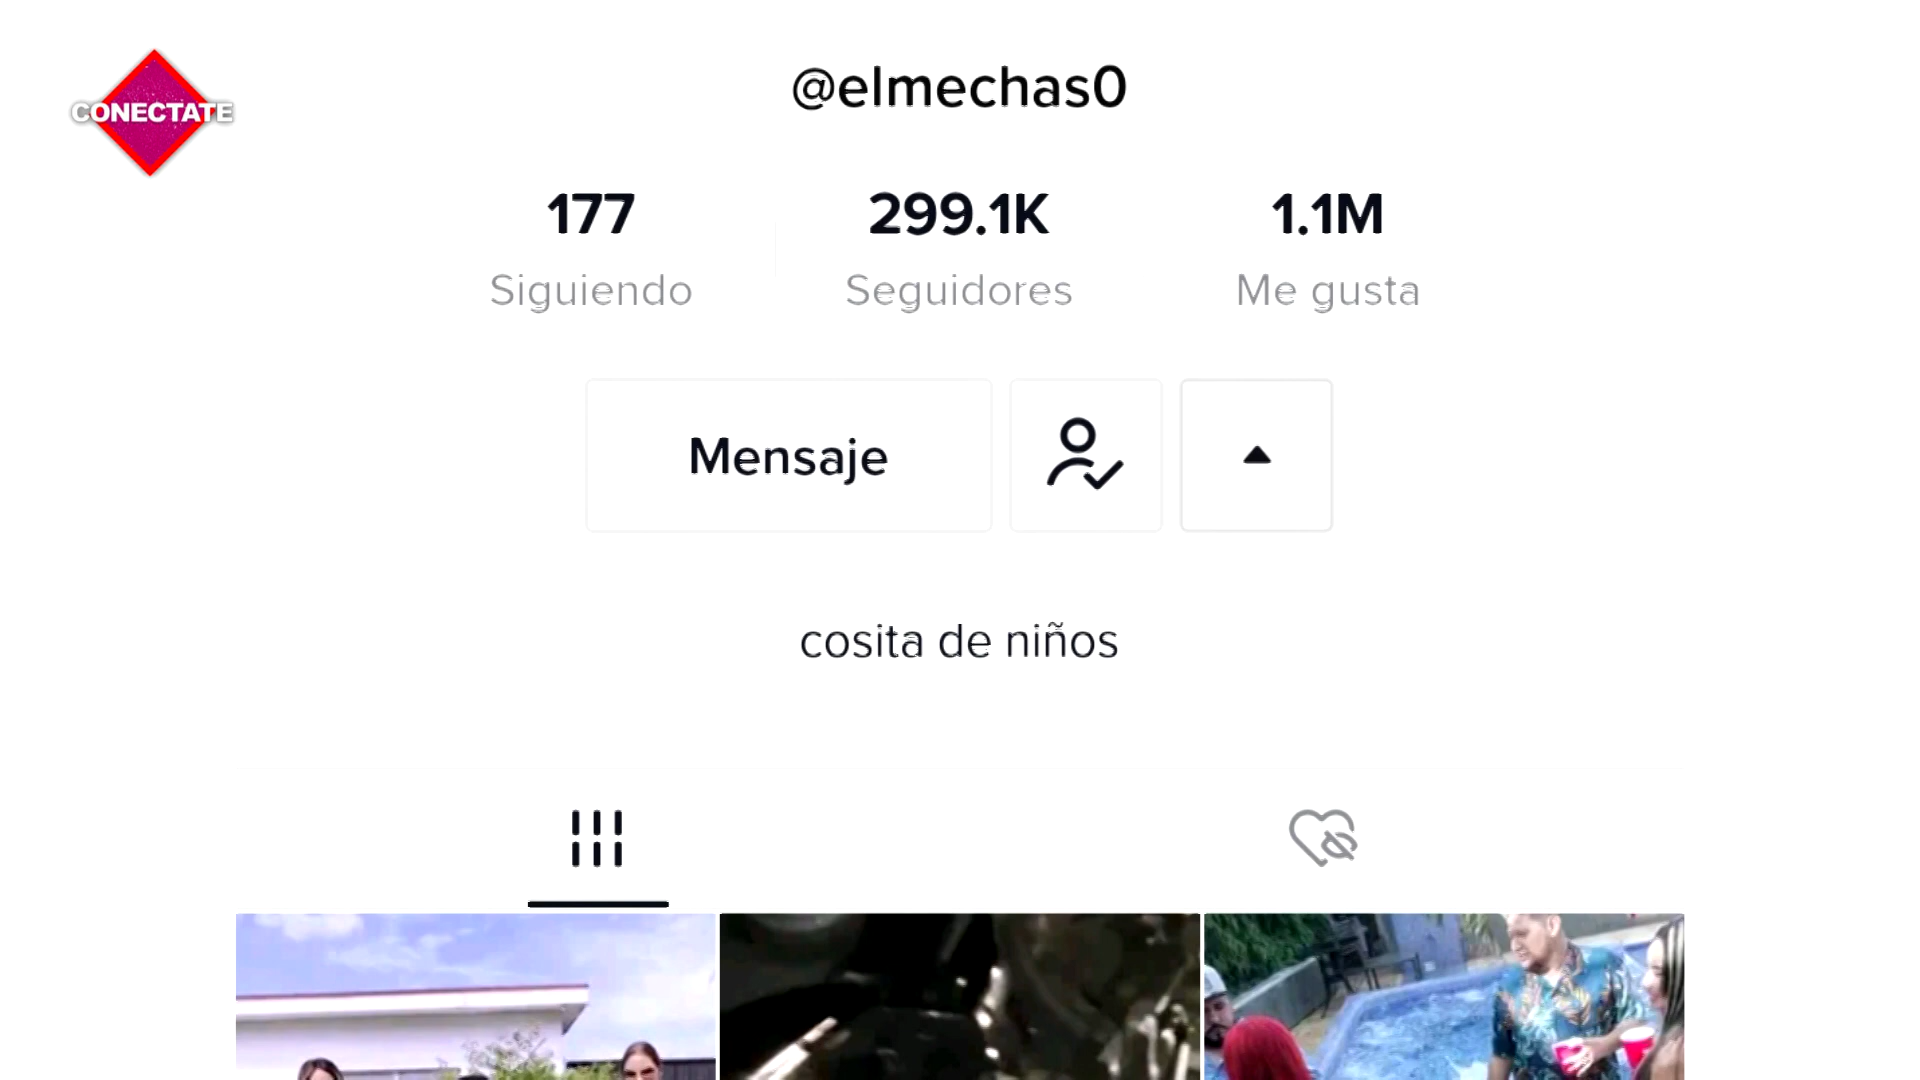 CONECTATE
@elmechas0
177 299.1K 1.1M
Siguiendo Seguidores Me gusta
Mensaje
cosita de niños